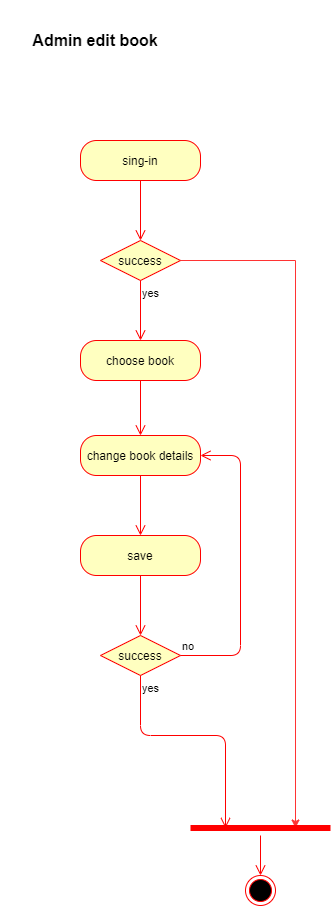 Admin edit book
sing-in
success
yes
choose book
change book details
save
success
no
yes